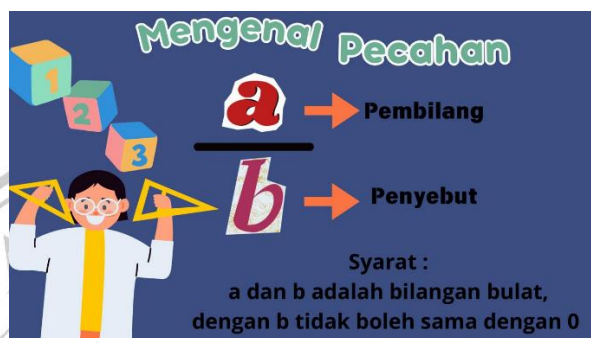 Mengenal Pecahan
1
2
3
a
Pembilang
b
Penyebut
Syarat :
a dan b adalah bilangan bulat,
dengan b tidak boleh sama dengan 0